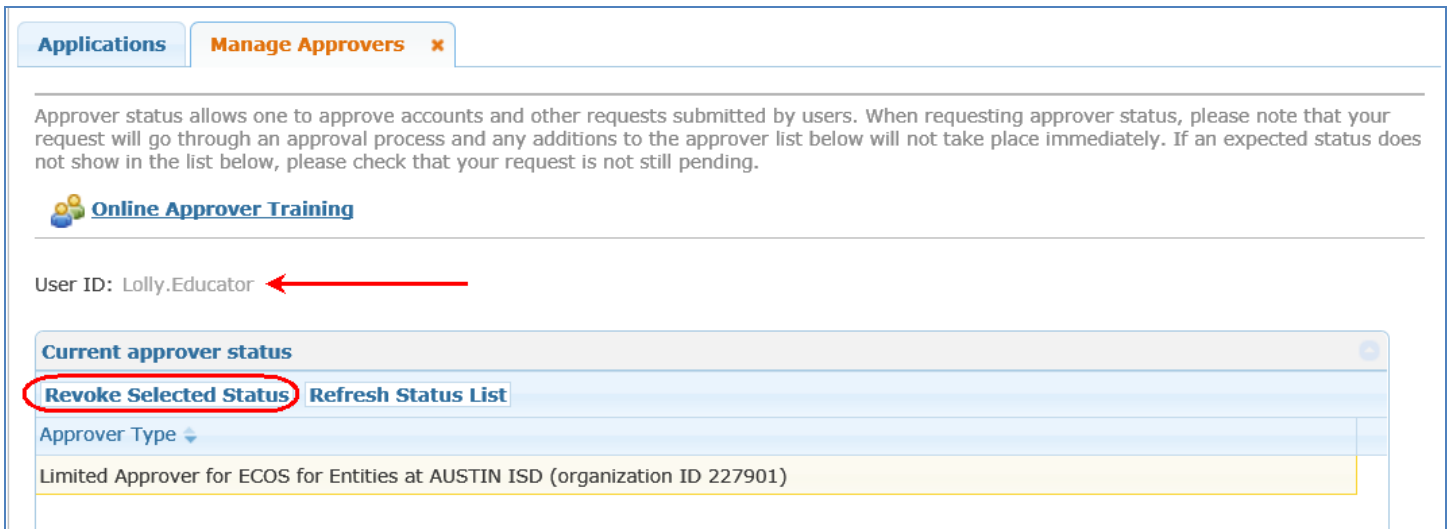 Applications Manage Approvers ×
Approver status allows one to approve accounts and other requests submitted by users. When requesting approver status, please note that your
request will go through an approval process and any additions to the approver list below will not take place immediately. If an expected status does
not show in the list below, please check that your request is not still pending.
Online Approver Training
User ID: Lolly.Educator
Current approver status
Revoke Selected Status Refresh Status List
Approver Type
Limited Approver for ECOS for Entities at AUSTIN ISD (organization ID 227901)